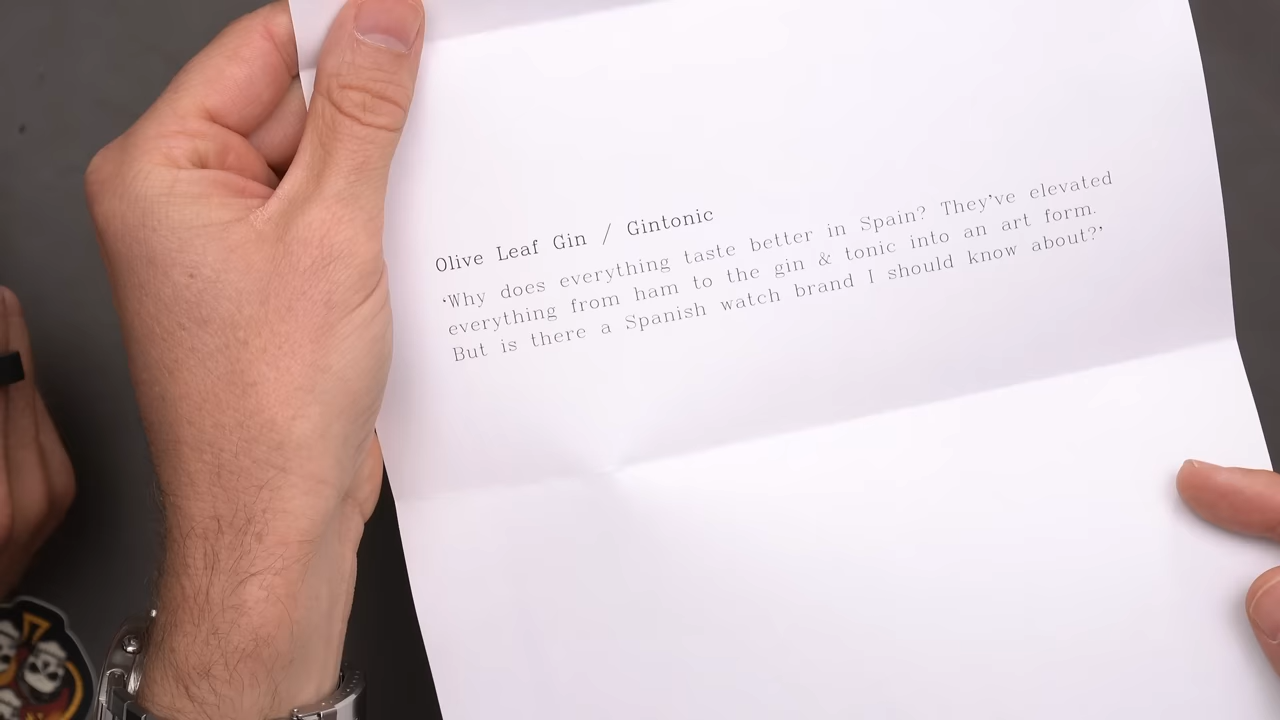 Olive Leaf Gin / Gintonic
‘Why does everything taste better in Spain? They’ve elevated
everything from ham to the gin & tonic into an art form.
But is there a Spanish watch brand I should know about?’